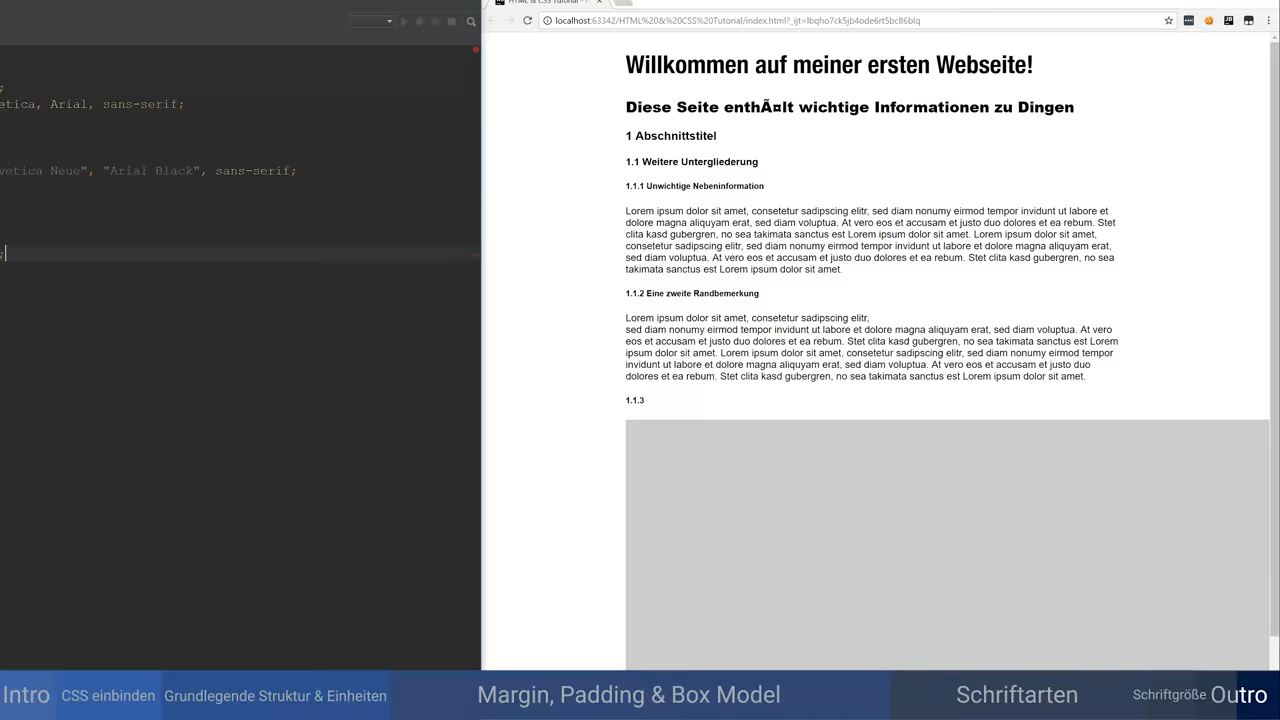 HTML & CSS Tutorial -
localhost:63342/HTML%20&%20CSS%20Tutorial/index.html?_ijt=lbqho7ck5jb4ode6rt5bc86blq
;
etica, Arial, sans-serif;
vetica Neue", "Arial Black", sans-serif;
;
Willkommen auf meiner ersten Webseite!
Diese Seite enthÃ¤lt wichtige Informationen zu Dingen
1 Abschnittstitel
1.1 Weitere Untergliederung
1.1.1 Unwichtige Nebeninformation
Lorem ipsum dolor sit amet, consetetur sadipscing elitr, sed diam nonumy eirmod tempor invidunt ut labore et
dolore magna aliquyam erat, sed diam voluptua. At vero eos et accusam et justo duo dolores et ea rebum. Stet
clita kasd gubergren, no sea takimata sanctus est Lorem ipsum dolor sit amet. Lorem ipsum dolor sit amet,
consetetur sadipscing elitr, sed diam nonumy eirmod tempor invidunt ut labore et dolore magna aliquyam erat,
sed diam voluptua. At vero eos et accusam et justo duo dolores et ea rebum. Stet clita kasd gubergren, no sea
takimata sanctus est Lorem ipsum dolor sit amet.
1.1.2 Eine zweite Randbemerkung
Lorem ipsum dolor sit amet, consetetur sadipscing elitr,
sed diam nonumy eirmod tempor invidunt ut labore et dolore magna aliquyam erat, sed diam voluptua. At vero
eos et accusam et justo duo dolores et ea rebum. Stet clita kasd gubergren, no sea takimata sanctus est Lorem
ipsum dolor sit amet. Lorem ipsum dolor sit amet, consetetur sadipscing elitr, sed diam nonumy eirmod tempor
invidunt ut labore et dolore magna aliquyam erat, sed diam voluptua. At vero eos et accusam et justo duo
dolores et ea rebum. Stet clita kasd gubergren, no sea takimata sanctus est Lorem ipsum dolor sit amet.
1.1.3
Intro CSS einbinden Grundlegende Struktur & Einheiten Margin, Padding & Box Model Schriftarten Schriftgröße Outro